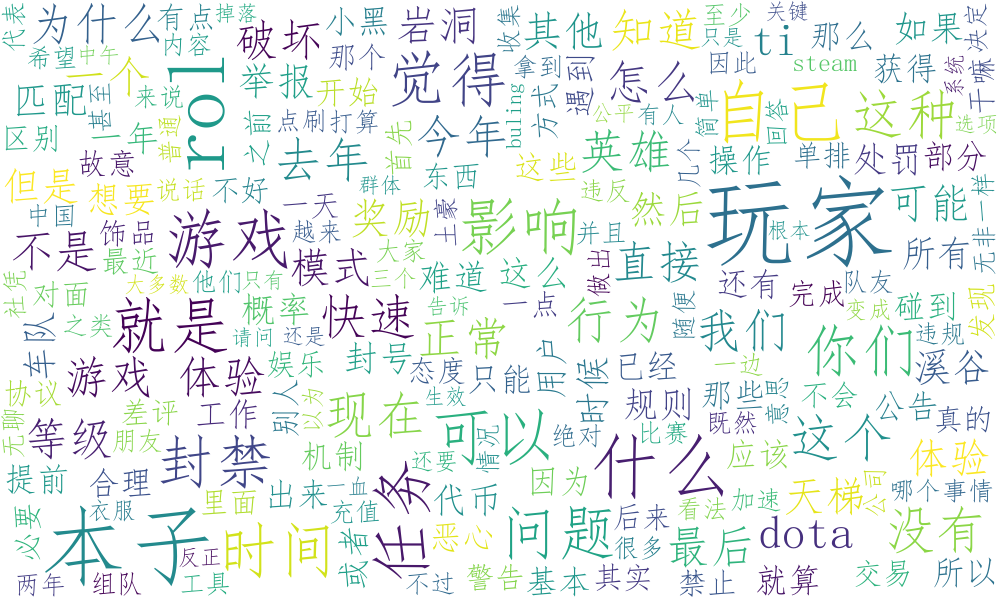 代表
为什么
有点
掉落
小黑
岩洞
收集
其他
知道
至少
只是
关键
那么
如果
决定
希望
中午
内容
破坏
那个
觉得
拿到
遇到
怎么
因此
ti
steam
获得
系统
干嘛
一个
rol
举报
开始
buling
方式
公平
有人
简单
自己
回答
这种
选项
匹配
甚至
来说
区别
一年
普通
之前
点刷
打算
首先
今年
英雄
几个
操作
单排
处罚
部分
故意
去年
这些
违反
但是
想要
说话
不好
群体
东西
影响
然后
玩家
根本
可能
无非
一样
中国
饰品
游戏
一天
越来
奖励
土豪
并且
直接
不是
最近
模式
大家
三个
难道
这么
做出
还有
完成
队友
所有
发现
社凭
对面
大多数
他们
只有
概率
快速
告诉
一点
行为
随便
我们
变成
碰到
违规
之类
就是
请问
还是
正常
你们
车队
游戏 体验
娱乐
封号
态度
只能
用户
时候
已经
一边
那些
意思
不会
溪谷
协议
差评
工作
别人
以为
现在
生效
可以
规则
既然
公告
真的
无聊
等级
朋友
封禁
机制
情况
绝对
比赛
什么
应该
这个
体验
提前
合理
里面
出来
一血
任务
还要
代币
因为
看法
加速
天梯
公司
哪个
事情
必要
衣服
本子
时间
充值
或者
恶心
问题
后来
很多
最后
dota
没有
两年
组队
反正
工具
不过
警告
基本
其实
禁止
就算
交易
所以